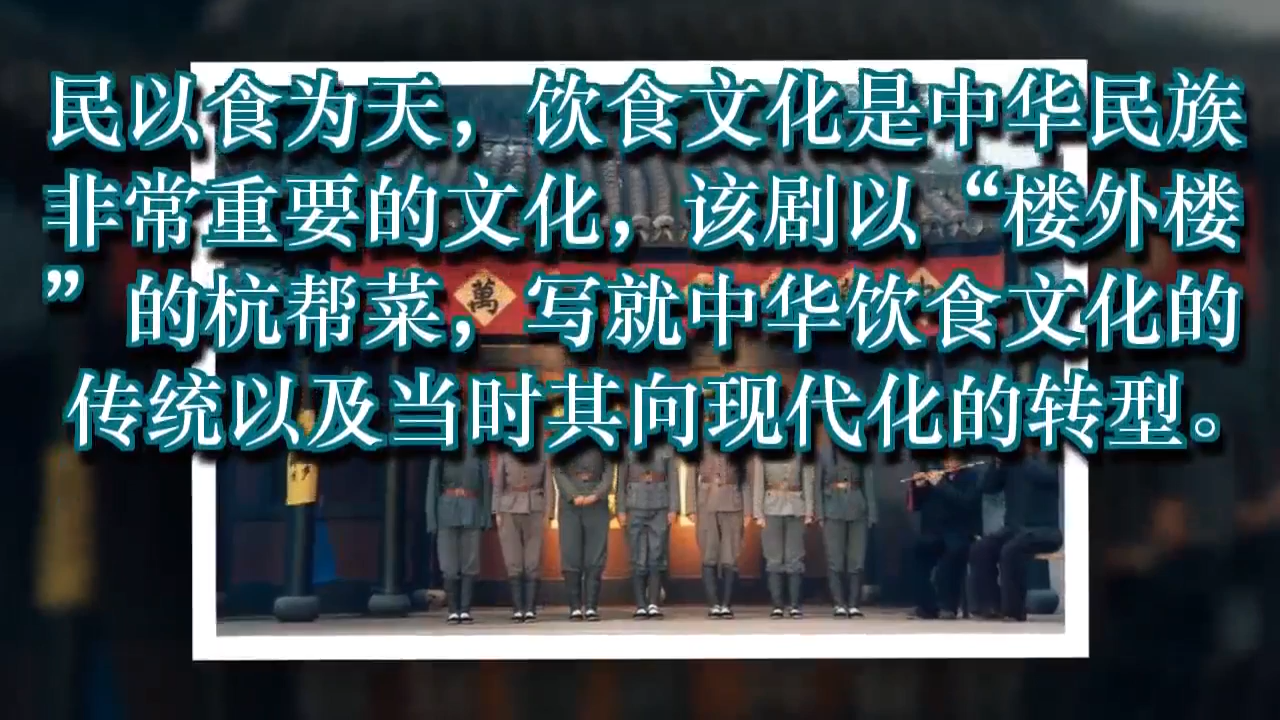 民以食为天，饮食文化是中华民族
非常重要的文化，该剧以“楼外楼
”的杭帮菜，写就中华饮食文化的
传统以及当时其向现代化的转型。
萬